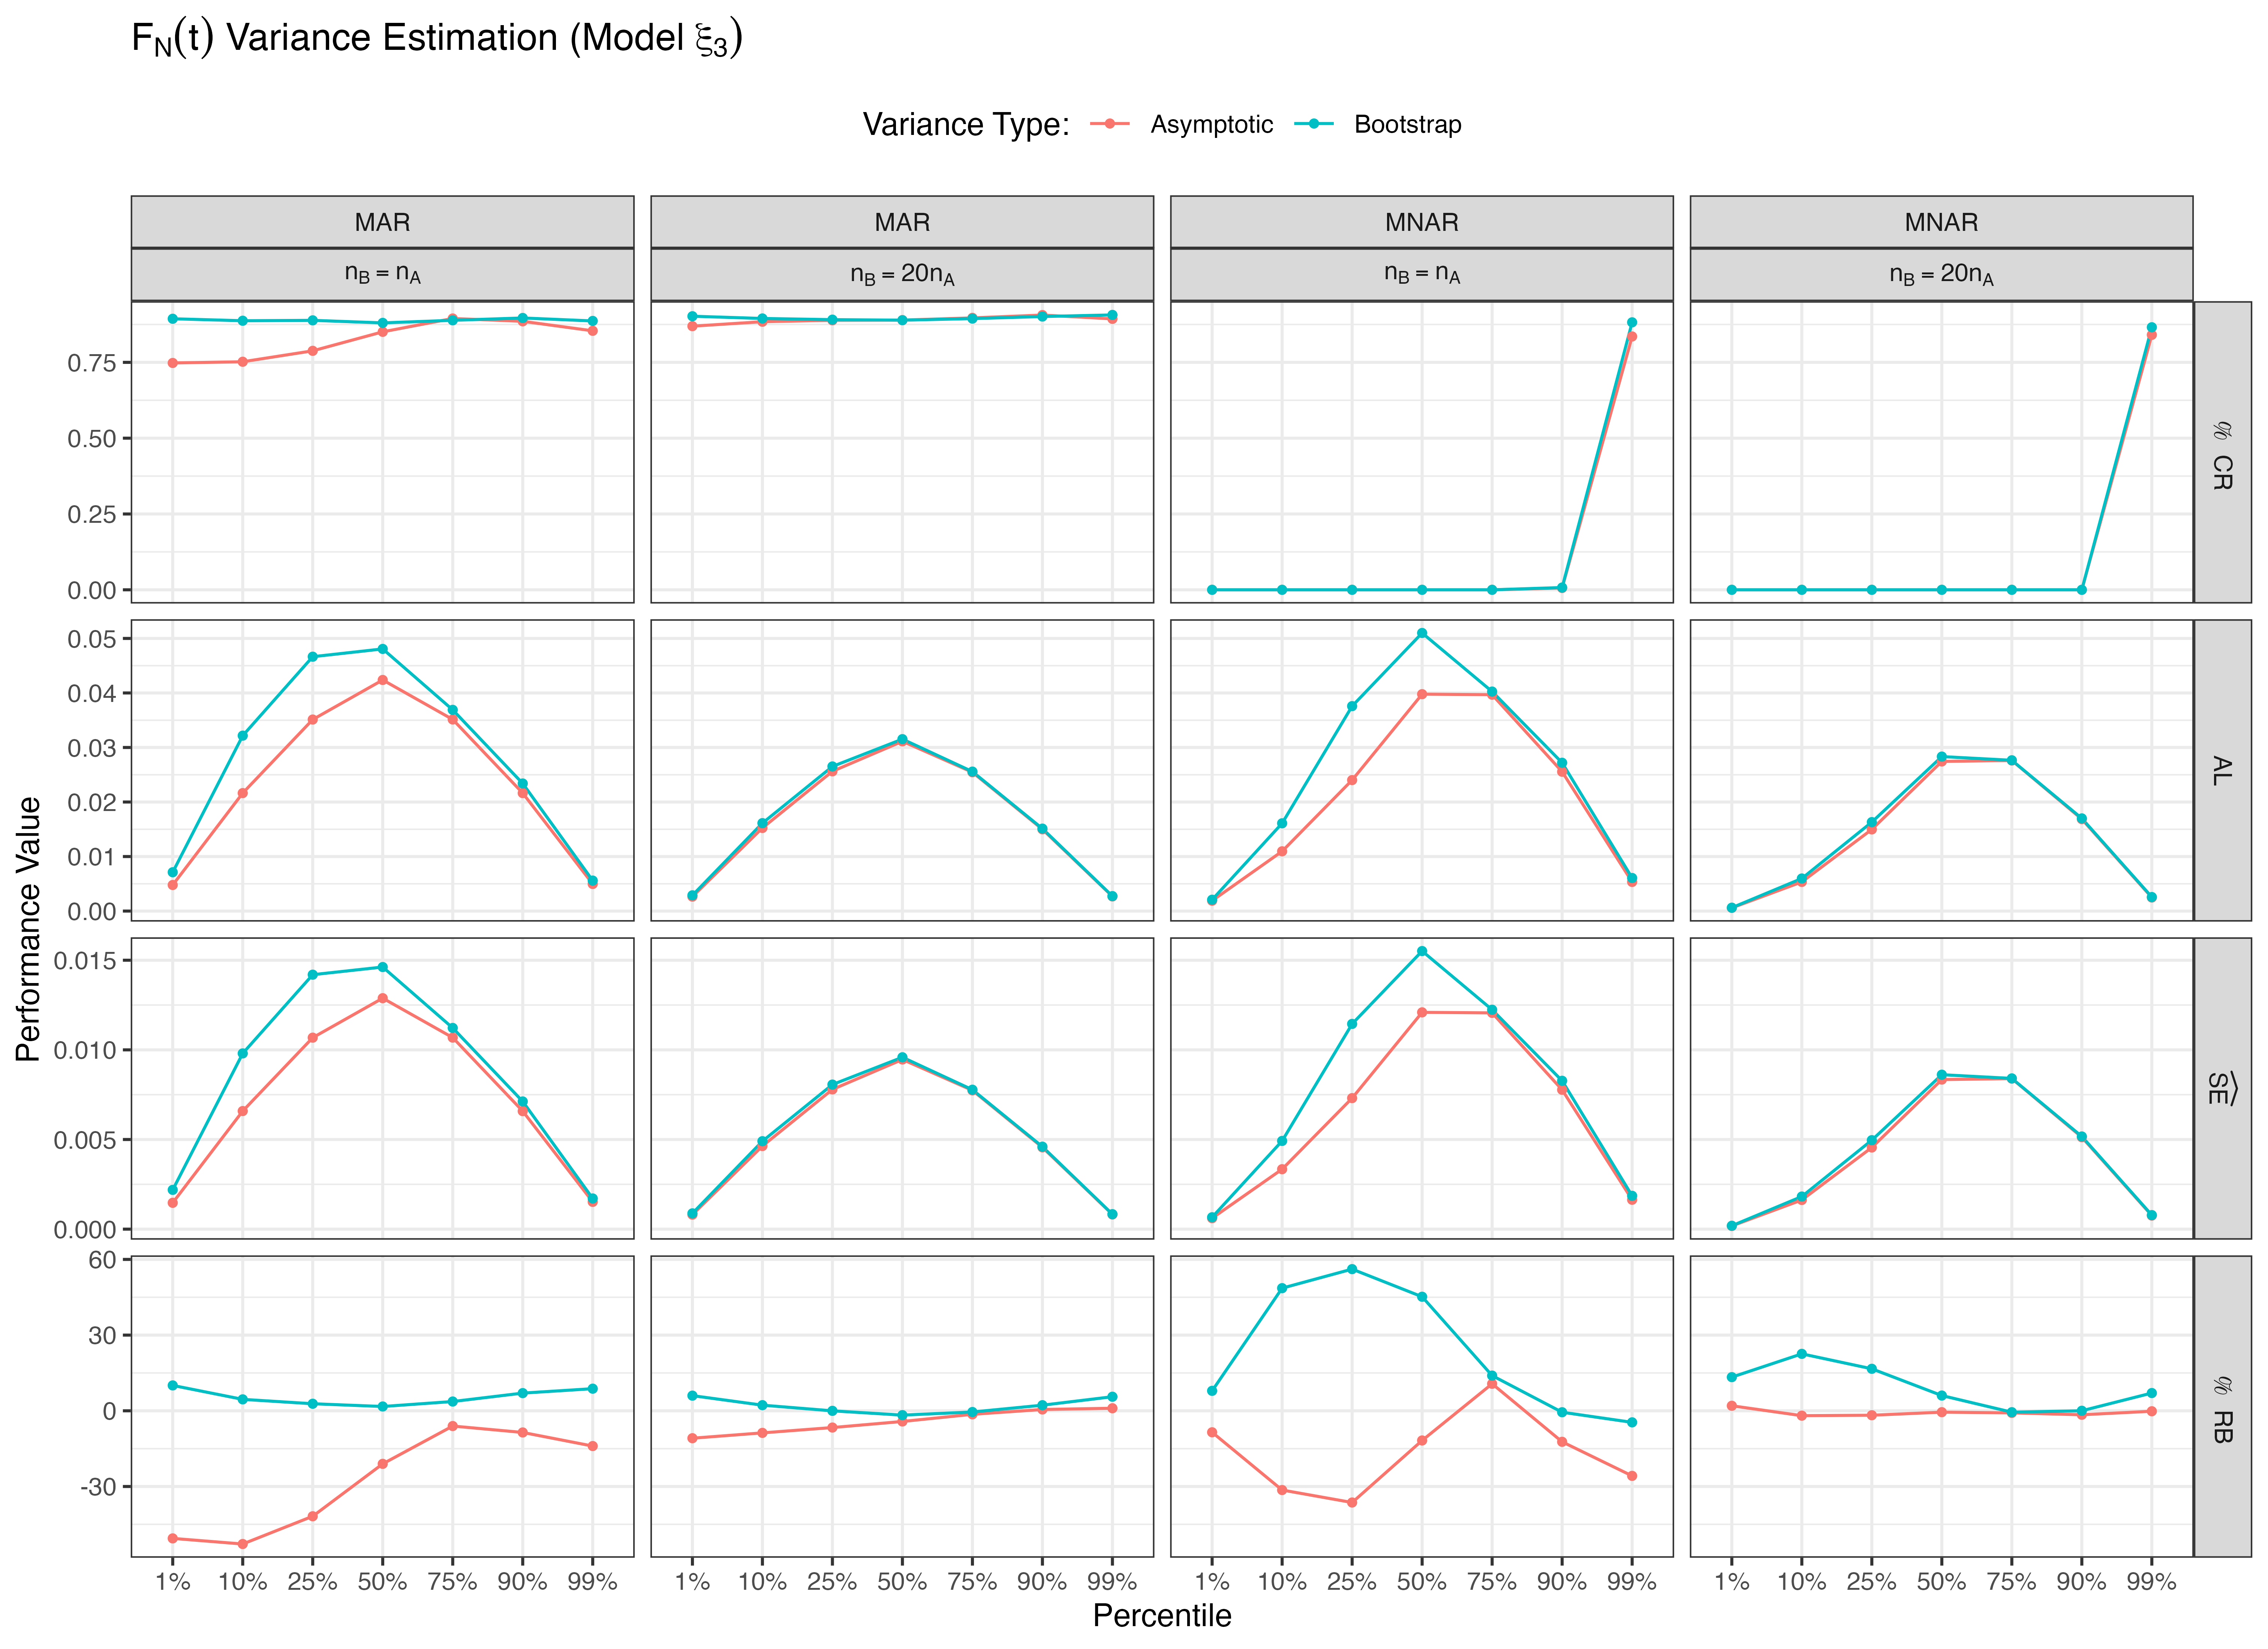 F_N(t) Variance Estimation (Model ξ_3)
Variance Type: Asymptotic Bootstrap
MAR MAR MNAR MNAR
n_B = n_A n_B = 20n_A n_B = n_A n_B = 20n_A
0.75
0.50
0.25
0.00
% CR
0.05
0.04
0.03
0.02
0.01
0.00
AL
0.015
0.010
0.005
0.000
\widehat{SE}
60
30
0
-30
% RB
Performance Value
1% 10% 25% 50% 75% 90% 99% 1% 10% 25% 50% 75% 90% 99% 1% 10% 25% 50% 75% 90% 99% 1% 10% 25% 50% 75% 90% 99%
Percentile